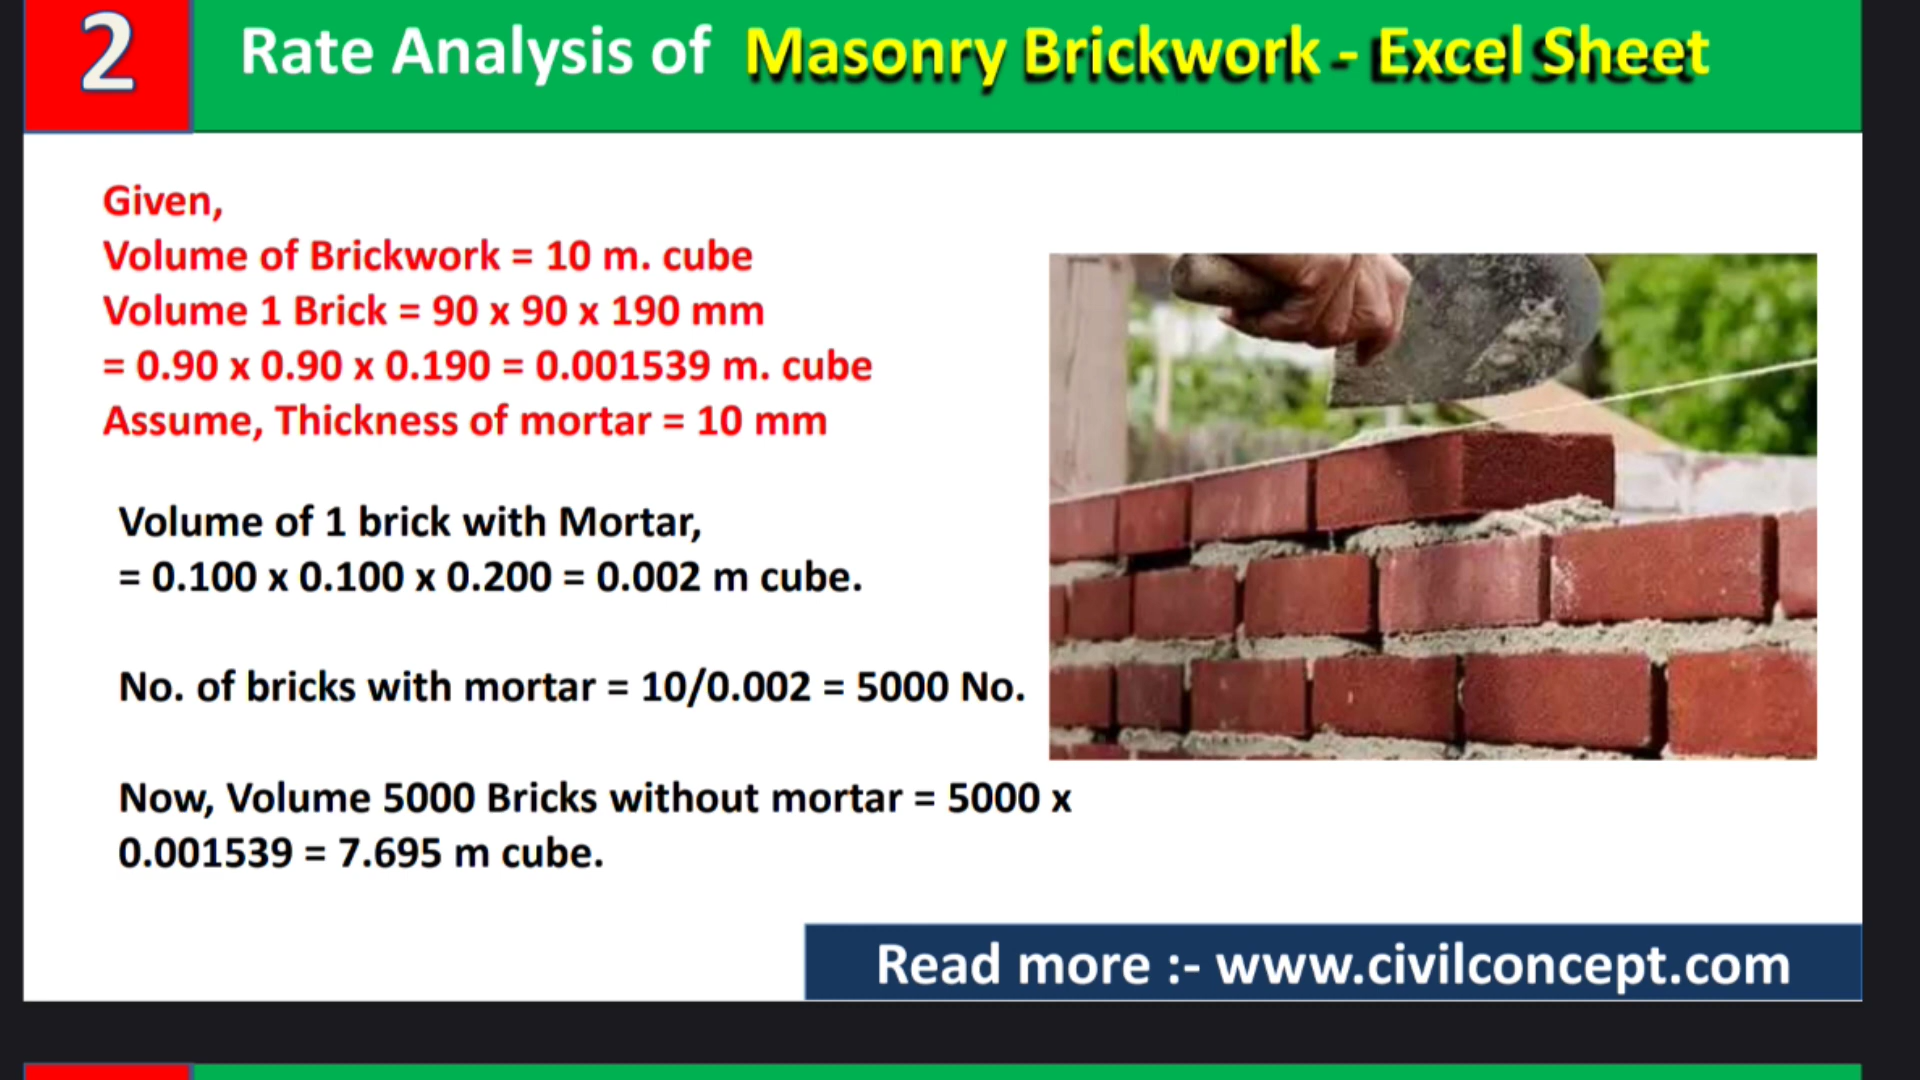 2
Rate Analysis of Masonry Brickwork - Excel Sheet
Given,
Volume of Brickwork = 10 m. cube
Volume 1 Brick = 90 x 90 x 190 mm
= 0.90 x 0.90 x 0.190 = 0.001539 m. cube
Assume, Thickness of mortar = 10 mm
Volume of 1 brick with Mortar,
= 0.100 x 0.100 x 0.200 = 0.002 m cube.
No. of bricks with mortar = 10/0.002 = 5000 No.
Now, Volume 5000 Bricks without mortar = 5000 x
0.001539 = 7.695 m cube.
Read more :- www.civilconcept.com